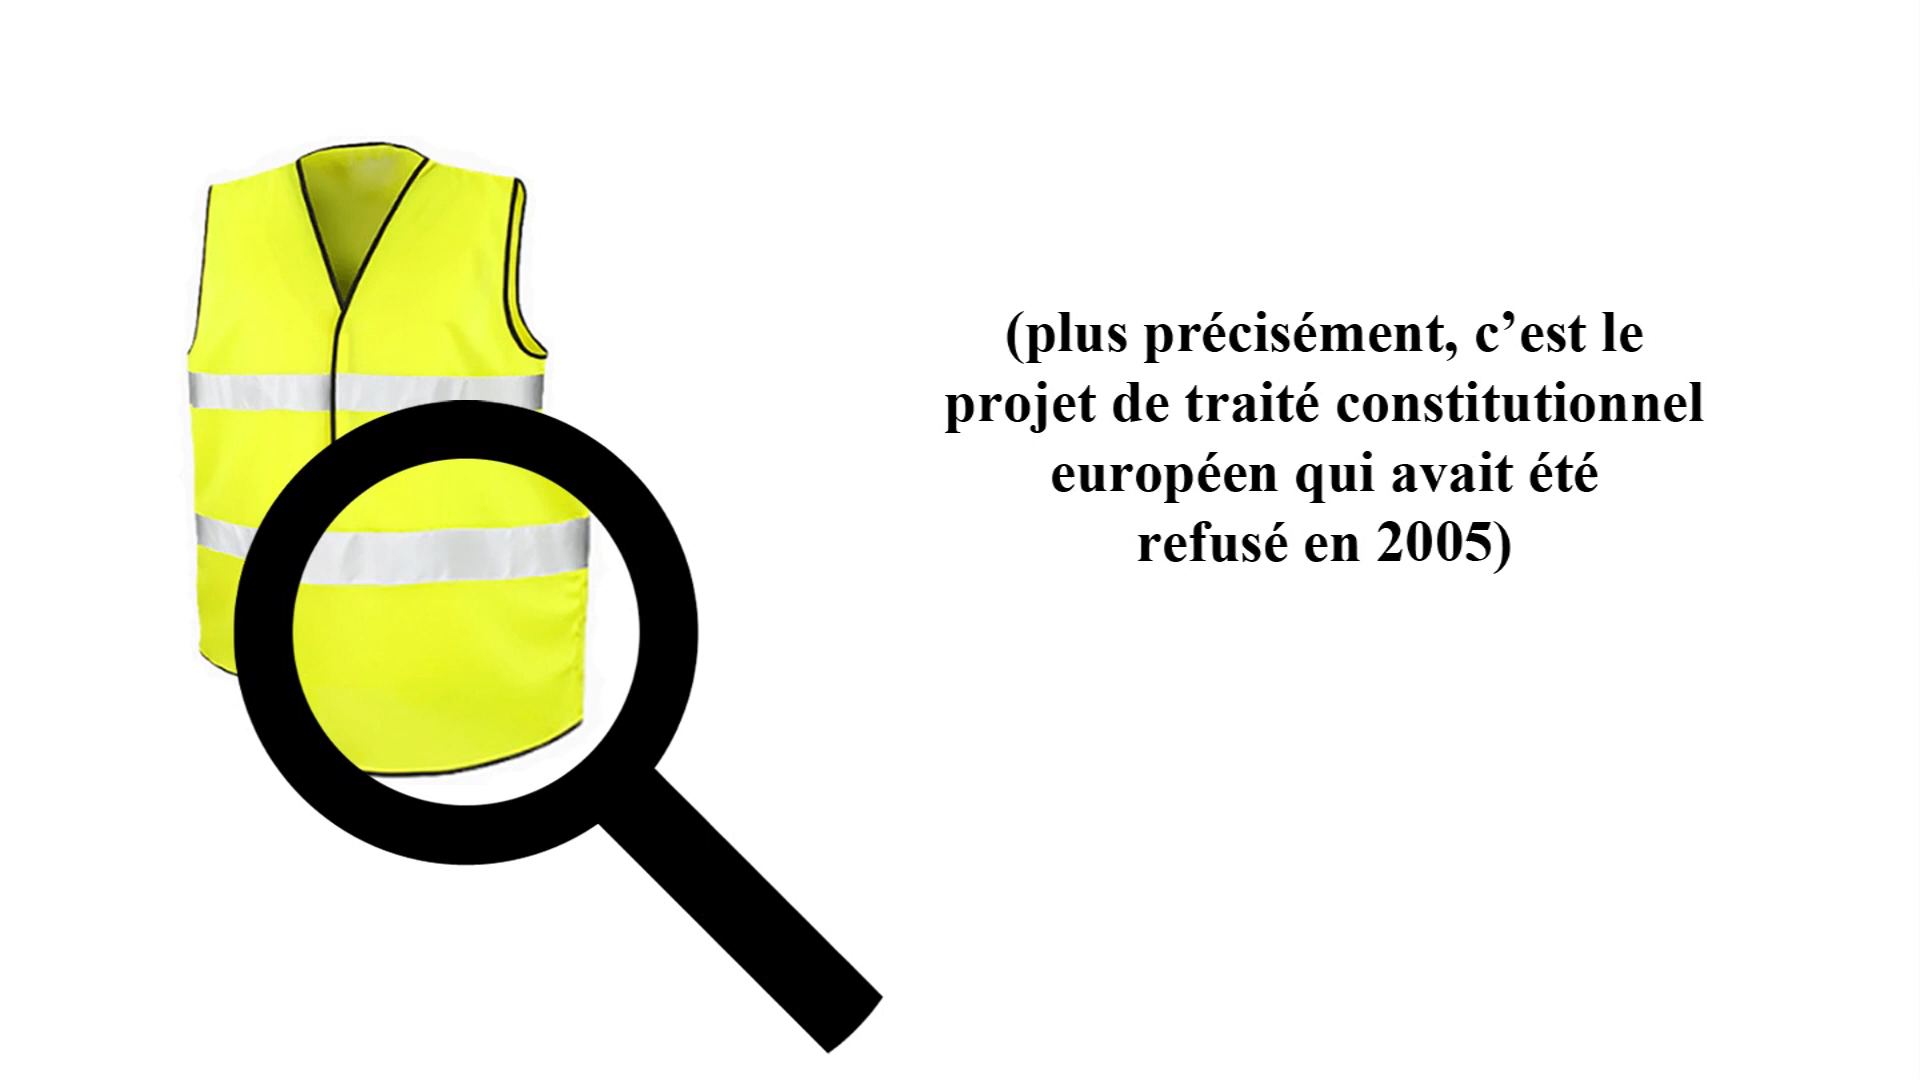 (plus précisément, c’est le
projet de traité constitutionnel
européen qui avait été
refusé en 2005)